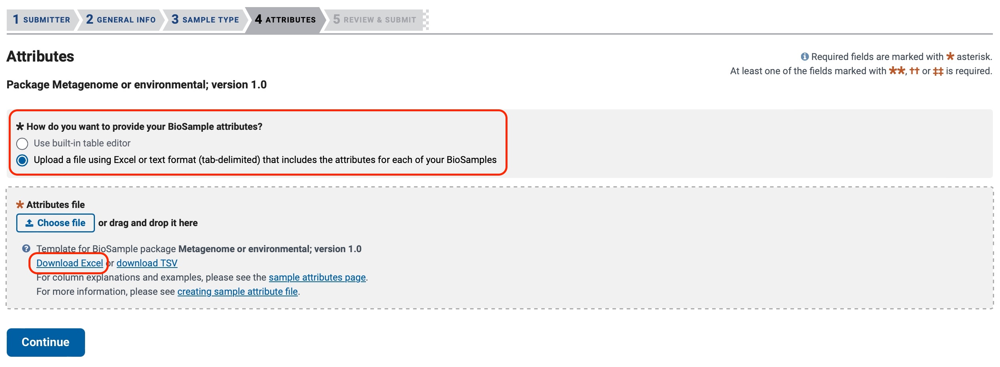 1 SUBMITTER 2 GENERAL INFO 3 SAMPLE TYPE 4 ATTRIBUTES 5 REVIEW & SUBMIT
Attributes
Required fields are marked with * asterisk.
At least one of the fields marked with **, †† or ‡‡ is required.
Package Metagenome or environmental; version 1.0
* How do you want to provide your BioSample attributes?
Use built-in table editor
Upload a file using Excel or text format (tab-delimited) that includes the attributes for each of your BioSamples
* Attributes file
Choose file or drag and drop it here
Template for BioSample package Metagenome or environmental; version 1.0
Download Excel or download TSV
For column explanations and examples, please see the sample attributes page.
For more information, please see creating sample attribute file.
Continue